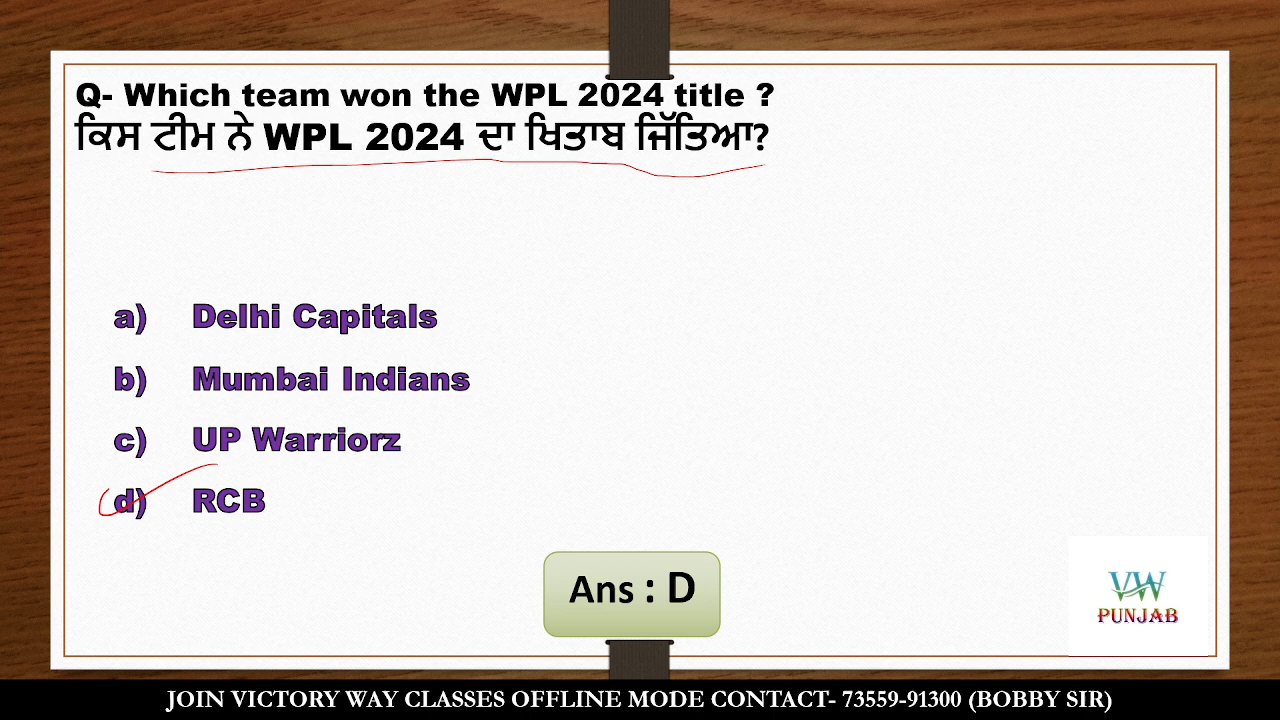 Q- Which team won the WPL 2024 title ?
ਕਿਸ ਟੀਮ ਨੇ WPL 2024 ਦਾ ਖਿਤਾਬ ਜਿੱਤਿਆ?
a) Delhi Capitals
b) Mumbai Indians
c) UP Warriorz
d) RCB
Ans : D
VW
PUNJAB
JOIN VICTORY WAY CLASSES OFFLINE MODE CONTACT- 73559-91300 (BOBBY SIR)